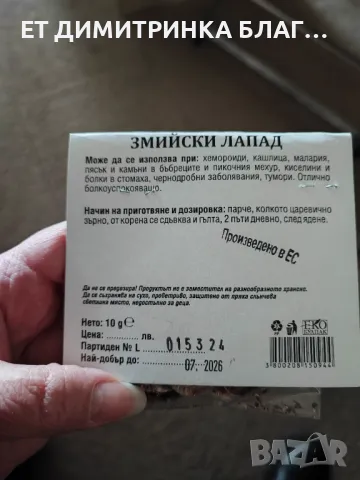 ЕТ ДИМИТРИНКА БЛАГ...
ЗМИЙСКИ ЛАПАД
Може да се използва при: хемороиди, кашлица, малария,
пясък и камъни в бъбреците и пикочния мехур, киселини и
болки в стомаха, чернодробни заболявания, тумори. Отлично
болкоуспокояващо.
Начин на приготвяне и дозировка: парче, колкото царевично
зърно, от корена се сдъвква и гълта, 2 пъти дневно, след ядене.
Произведено в ЕС
Да не се предозира! Продуктът не е заместител на разнообразното хранене.
Да се съхранява на сухо, проветриво, защитено от пряка слънчева
светлина място, недостъпно за деца.
Нето: 10 g е
Цена: лв.
Партиден № L 015324
Най-добър до: 07. 2026
ЕКО
3800208150944
BAZAR